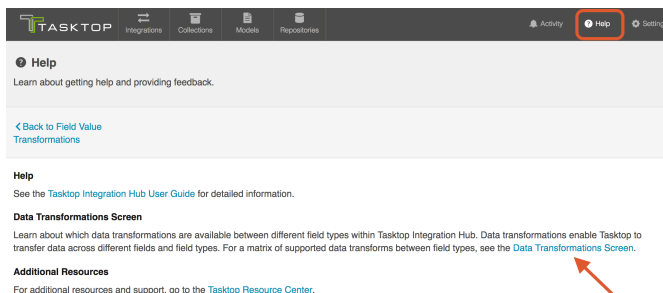 TASKTOP Integrations Collections Models Repositories Activity Help Setting
Help
Learn about getting help and providing feedback.
Back to Field Value
Transformations
Help
See the Tasktop Integration Hub User Guide for detailed information.
Data Transformations Screen
Learn about which data transformations are available between different field types within Tasktop Integration Hub. Data transformations enable Tasktop to
transfer data across different fields and field types. For a matrix of supported data transforms between field types, see the Data Transformations Screen.
Additional Resources
For additional resources and support, go to the Tasktop Resource Center.